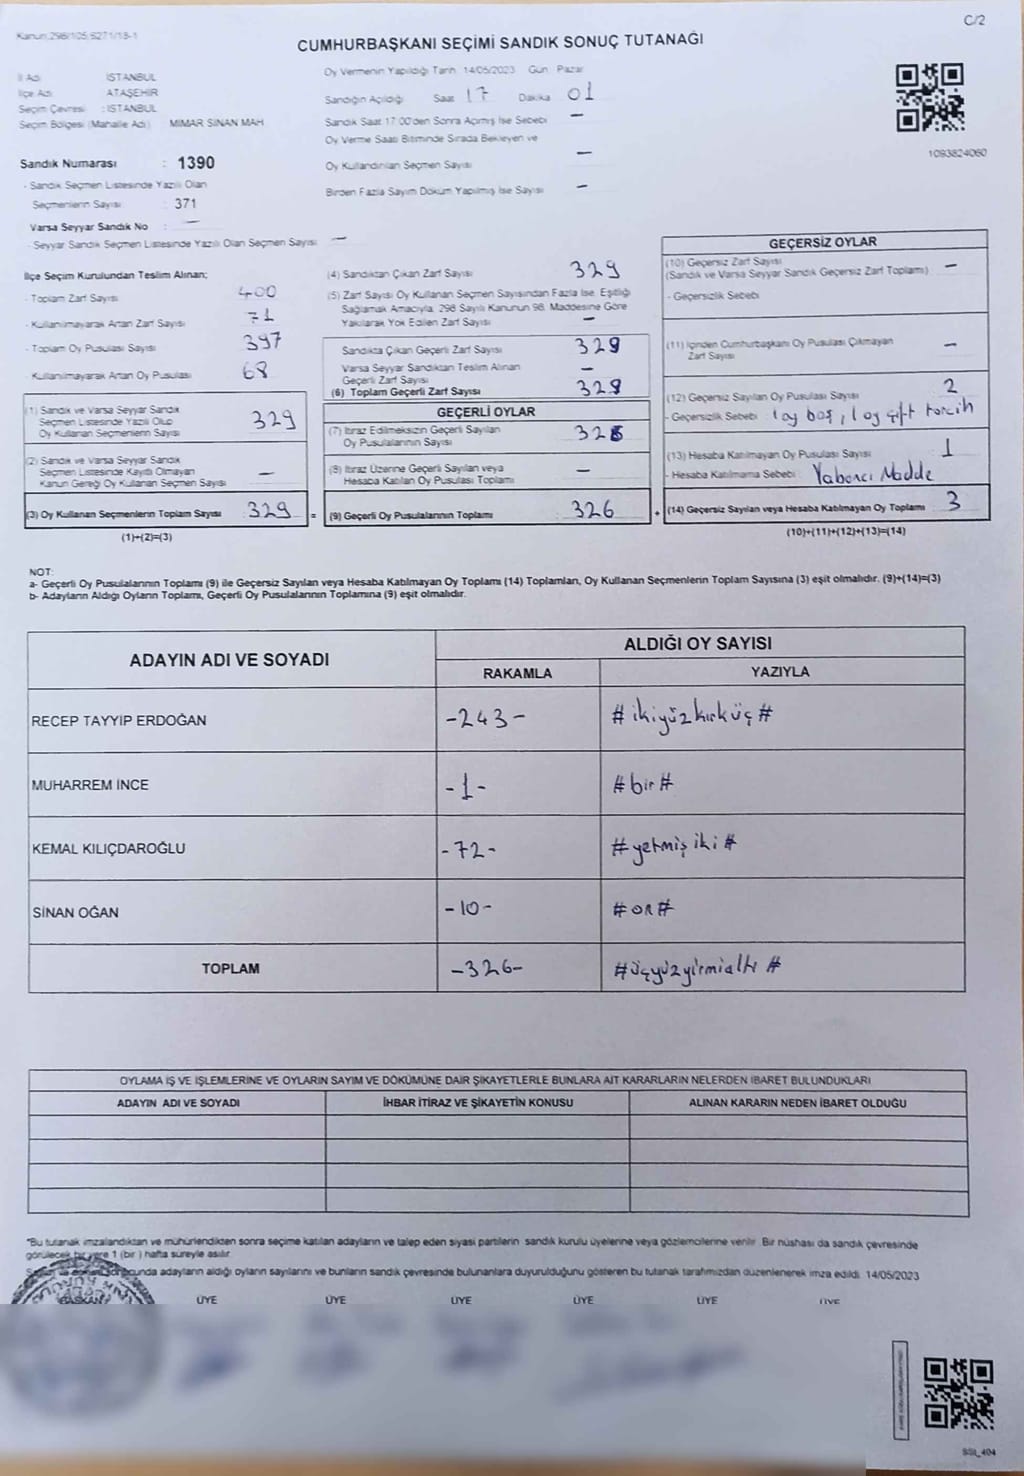 Kanun:298/105,6271/18-1
C/2
CUMHURBAŞKANI SEÇİMİ SANDIK SONUÇ TUTANAĞI
İl Adı : İSTANBUL
İlçe Adı : ATAŞEHİR
Seçim Çevresi : İSTANBUL
Seçim Bölgesi (Mahalle Adı) MİMAR SİNAN MAH
Sandık Numarası : 1390
- Sandık Seçmen Listesinde Yazılı Olan
Seçmenlerin Sayısı : 371
Varsa Seyyar Sandık No : —
- Seyyar Sandık Seçmen Listesinde Yazılı Olan Seçmen Sayısı : —
Oy Vermenin Yapıldığı Tarih: 14/05/2023 Gün: Pazar
Sandığın Açıldığı Saat 17 Dakika 01
Sandık Saat 17:00'den Sonra Açılmış İse Sebebi —
Oy Verme Saati Bitiminde Sırada Bekleyen ve
Oy Kullandırılan Seçmen Sayısı —
Birden Fazla Sayım Döküm Yapılmış İse Sayısı —
1093824060
İlçe Seçim Kurulundan Teslim Alınan;
- Toplam Zarf Sayısı 400
- Kullanılmayarak Artan Zarf Sayısı 71
- Toplam Oy Pusulası Sayısı 397
- Kullanılmayarak Artan Oy Pusulası 68
(1) Sandık ve Varsa Seyyar Sandık
Seçmen Listesinde Yazılı Olup
Oy Kullanan Seçmenlerin Sayısı 329
(2) Sandık ve Varsa Seyyar Sandık
Seçmen Listesinde Kayıtlı Olmayan
Kanun Gereği Oy Kullanan Seçmen Sayısı —
(3) Oy Kullanan Seçmenlerin Toplam Sayısı 329
(1)+(2)=(3)
(4) Sandıktan Çıkan Zarf Sayısı 329
(5) Zarf Sayısı Oy Kullanan Seçmen Sayısından Fazla İse, Eşitliği
Sağlamak Amacıyla, 298 Sayılı Kanunun 98. Maddesine Göre
Yakılarak Yok Edilen Zarf Sayısı —
Sandıkta Çıkan Geçerli Zarf Sayısı 329
Varsa Seyyar Sandıktan Teslim Alınan
Geçerli Zarf Sayısı —
(6) Toplam Geçerli Zarf Sayısı 329
GEÇERLİ OYLAR
(7) İtiraz Edilmeksizin Geçerli Sayılan
Oy Pusulalarının Sayısı 326
(8) İtiraz Üzerine Geçerli Sayılan veya
Hesaba Katılan Oy Pusulası Toplamı —
= (9) Geçerli Oy Pusulalarının Toplamı 326
GEÇERSİZ OYLAR
(10) Geçersiz Zarf Sayısı —
(Sandık ve Varsa Seyyar Sandık Geçersiz Zarf Toplamı)
- Geçersizlik Sebebi
(11) İçinden Cumhurbaşkanı Oy Pusulası Çıkmayan
Zarf Sayısı —
(12) Geçersiz Sayılan Oy Pusulası Sayısı 2
- Geçersizlik Sebebi 1 oy boş, 1 oy çift tercih
(13) Hesaba Katılmayan Oy Pusulası Sayısı 1
- Hesaba Katılmama Sebebi Yabancı Madde
+ (14) Geçersiz Sayılan veya Hesaba Katılmayan Oy Toplamı 3
(10)+(11)+(12)+(13)=(14)
NOT:
a- Geçerli Oy Pusulalarının Toplamı (9) ile Geçersiz Sayılan veya Hesaba Katılmayan Oy Toplamı (14) Toplamları, Oy Kullanan Seçmenlerin Toplam Sayısına (3) eşit olmalıdır. (9)+(14)=(3)
b- Adayların Aldığı Oyların Toplamı, Geçerli Oy Pusulalarının Toplamına (9) eşit olmalıdır.
ADAYIN ADI VE SOYADI ALDIĞI OY SAYISI
RAKAMLA YAZIYLA
RECEP TAYYİP ERDOĞAN -243- #ikiyüzkırküç#
MUHARREM İNCE -1- #bir#
KEMAL KILIÇDAROĞLU -72- #yetmişiki#
SİNAN OĞAN -10- #on#
TOPLAM -326- #üçyüzyirmialtı#
OYLAMA İŞ VE İŞLEMLERİNE VE OYLARIN SAYIM VE DÖKÜMÜNE DAİR ŞİKAYETLERLE BUNLARA AİT KARARLARIN NELERDEN İBARET BULUNDUKLARI
ADAYIN ADI VE SOYADI İHBAR İTİRAZ VE ŞİKAYETİN KONUSU ALINAN KARARIN NEDEN İBARET OLDUĞU
*Bu tutanak imzalandıktan ve mühürlendikten sonra seçime katılan adayların ve talep eden siyasi partilerin sandık kurulu üyelerine veya gözlemcilerine verilir. Bir nüshası da sandık çevresinde
görülecek bir yere 1 (bir) hafta süreyle asılır.
adayların aldığı oyların sayılarını ve bunların sandık çevresinde bulunanlara duyurulduğunu gösteren bu tutanak tarafımızdan düzenlenerek imza edildi. 14/05/2023
BAŞKAN ÜYE ÜYE ÜYE ÜYE ÜYE ÜYE
SSİ_404